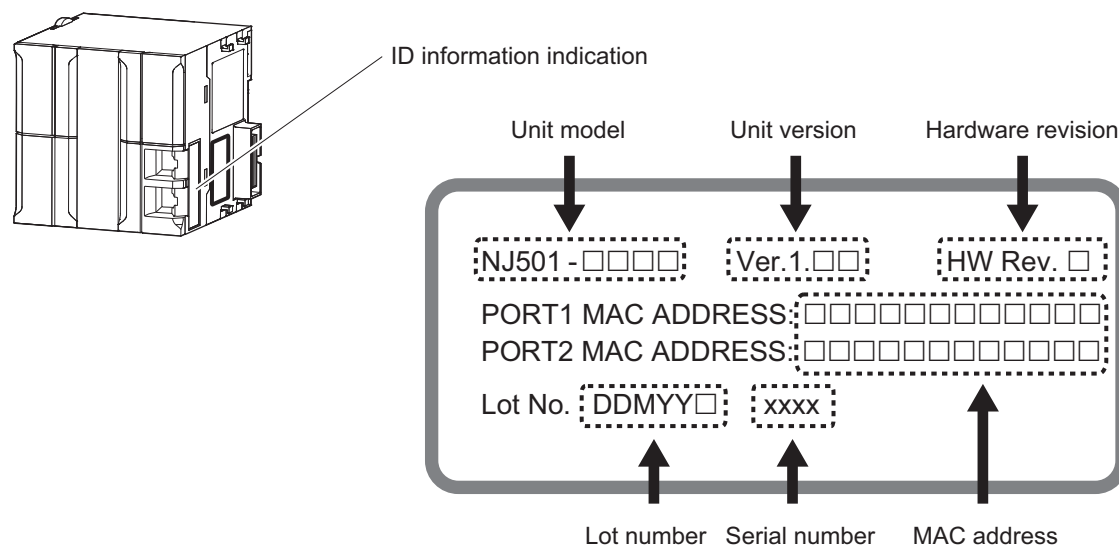 ID information indication
Unit model Unit version Hardware revision
NJ501-□□□□ Ver.1.□□ HW Rev. □
PORT1 MAC ADDRESS: □□□□□□□□□□□□
PORT2 MAC ADDRESS: □□□□□□□□□□□□
Lot No. DDMYY□ xxxx
Lot number Serial number MAC address